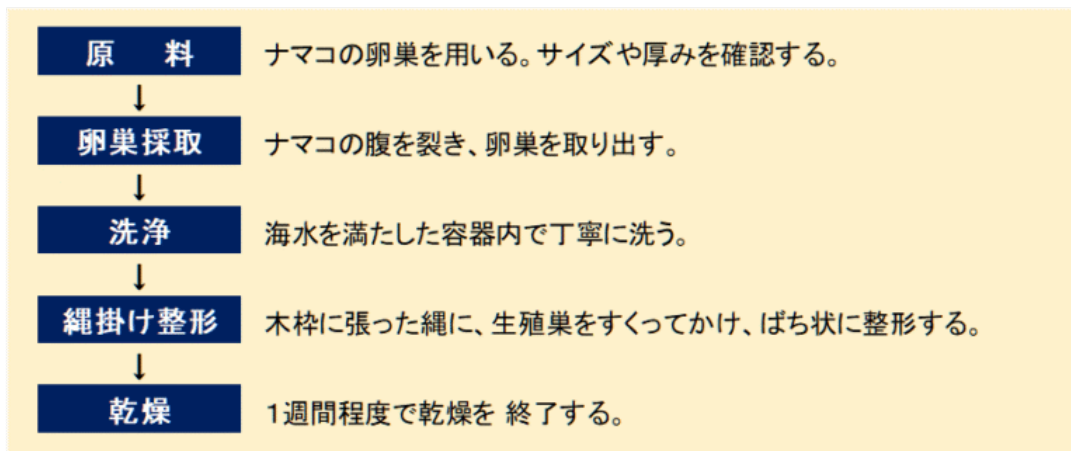 原　料 ナマコの卵巣を用いる。サイズや厚みを確認する。
↓
卵巣採取 ナマコの腹を裂き、卵巣を取り出す。
↓
洗浄 海水を満たした容器内で丁寧に洗う。
↓
縄掛け整形 木枠に張った縄に、生殖巣をすくってかけ、ばち状に整形する。
↓
乾燥 1週間程度で乾燥を 終了する。